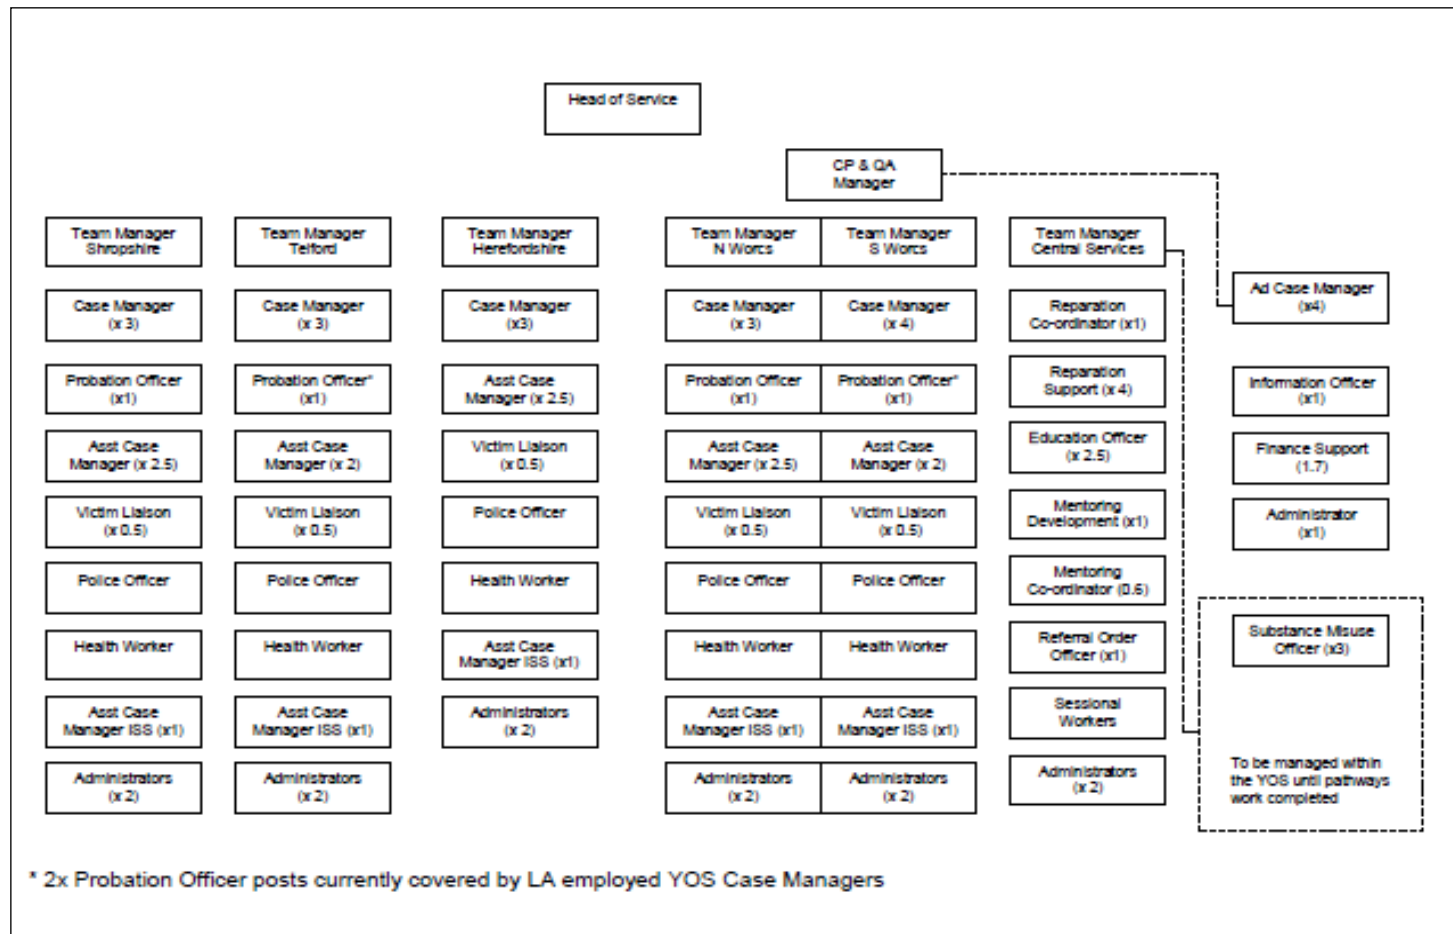 Head of Service
CP & QA
Manager
Team Manager
Shropshire
Case Manager
(x 3)
Probation Officer
(x1)
Asst Case
Manager (x 2.5)
Victim Liaison
(x 0.5)
Police Officer
Health Worker
Asst Case
Manager ISS (x1)
Administrators
(x 2)
Team Manager
Telford
Case Manager
(x 3)
Probation Officer*
(x1)
Asst Case
Manager (x 2)
Victim Liaison
(x 0.5)
Police Officer
Health Worker
Asst Case
Manager ISS (x1)
Administrators
(x 2)
Team Manager
Herefordshire
Case Manager
(x3)
Asst Case
Manager (x 2.5)
Victim Liaison
(x 0.5)
Police Officer
Health Worker
Asst Case
Manager ISS (x1)
Administrators
(x 2)
Team Manager
N Worcs
Case Manager
(x 3)
Probation Officer
(x1)
Asst Case
Manager (x 2.5)
Victim Liaison
(x 0.5)
Police Officer
Health Worker
Asst Case
Manager ISS (x1)
Administrators
(x 2)
Team Manager
S Worcs
Case Manager
(x 4)
Probation Officer*
(x1)
Asst Case
Manager (x 2)
Victim Liaison
(x 0.5)
Police Officer
Health Worker
Asst Case
Manager ISS (x1)
Administrators
(x 2)
Team Manager
Central Services
Reparation
Co-ordinator (x1)
Reparation
Support (x 4)
Education Officer
(x 2.5)
Mentoring
Development (x1)
Mentoring
Co-ordinator (0.6)
Referral Order
Officer (x1)
Sessional
Workers
Administrators
(x 2)
Ad Case Manager
(x4)
Information Officer
(x1)
Finance Support
(1.7)
Administrator
(x1)
Substance Misuse
Officer (x3)
To be managed within
the YOS until pathways
work completed
* 2x Probation Officer posts currently covered by LA employed YOS Case Managers